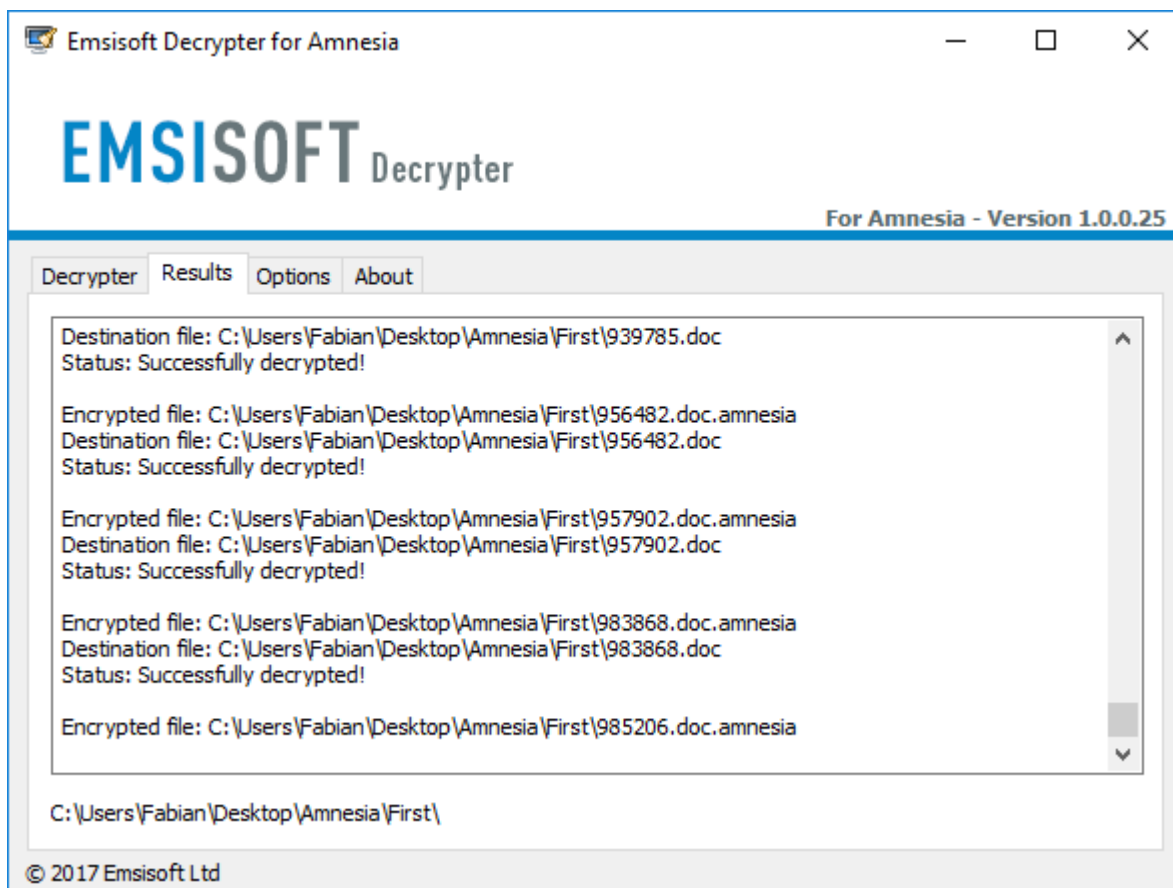 Emsisoft Decrypter for Amnesia
EMSISOFT Decrypter
For Amnesia - Version 1.0.0.25
Decrypter Results Options About
Destination file: C:\Users\Fabian\Desktop\Amnesia\First\939785.doc
Status: Successfully decrypted!
Encrypted file: C:\Users\Fabian\Desktop\Amnesia\First\956482.doc.amnesia
Destination file: C:\Users\Fabian\Desktop\Amnesia\First\956482.doc
Status: Successfully decrypted!
Encrypted file: C:\Users\Fabian\Desktop\Amnesia\First\957902.doc.amnesia
Destination file: C:\Users\Fabian\Desktop\Amnesia\First\957902.doc
Status: Successfully decrypted!
Encrypted file: C:\Users\Fabian\Desktop\Amnesia\First\983868.doc.amnesia
Destination file: C:\Users\Fabian\Desktop\Amnesia\First\983868.doc
Status: Successfully decrypted!
Encrypted file: C:\Users\Fabian\Desktop\Amnesia\First\985206.doc.amnesia
C:\Users\Fabian\Desktop\Amnesia\First\
© 2017 Emsisoft Ltd